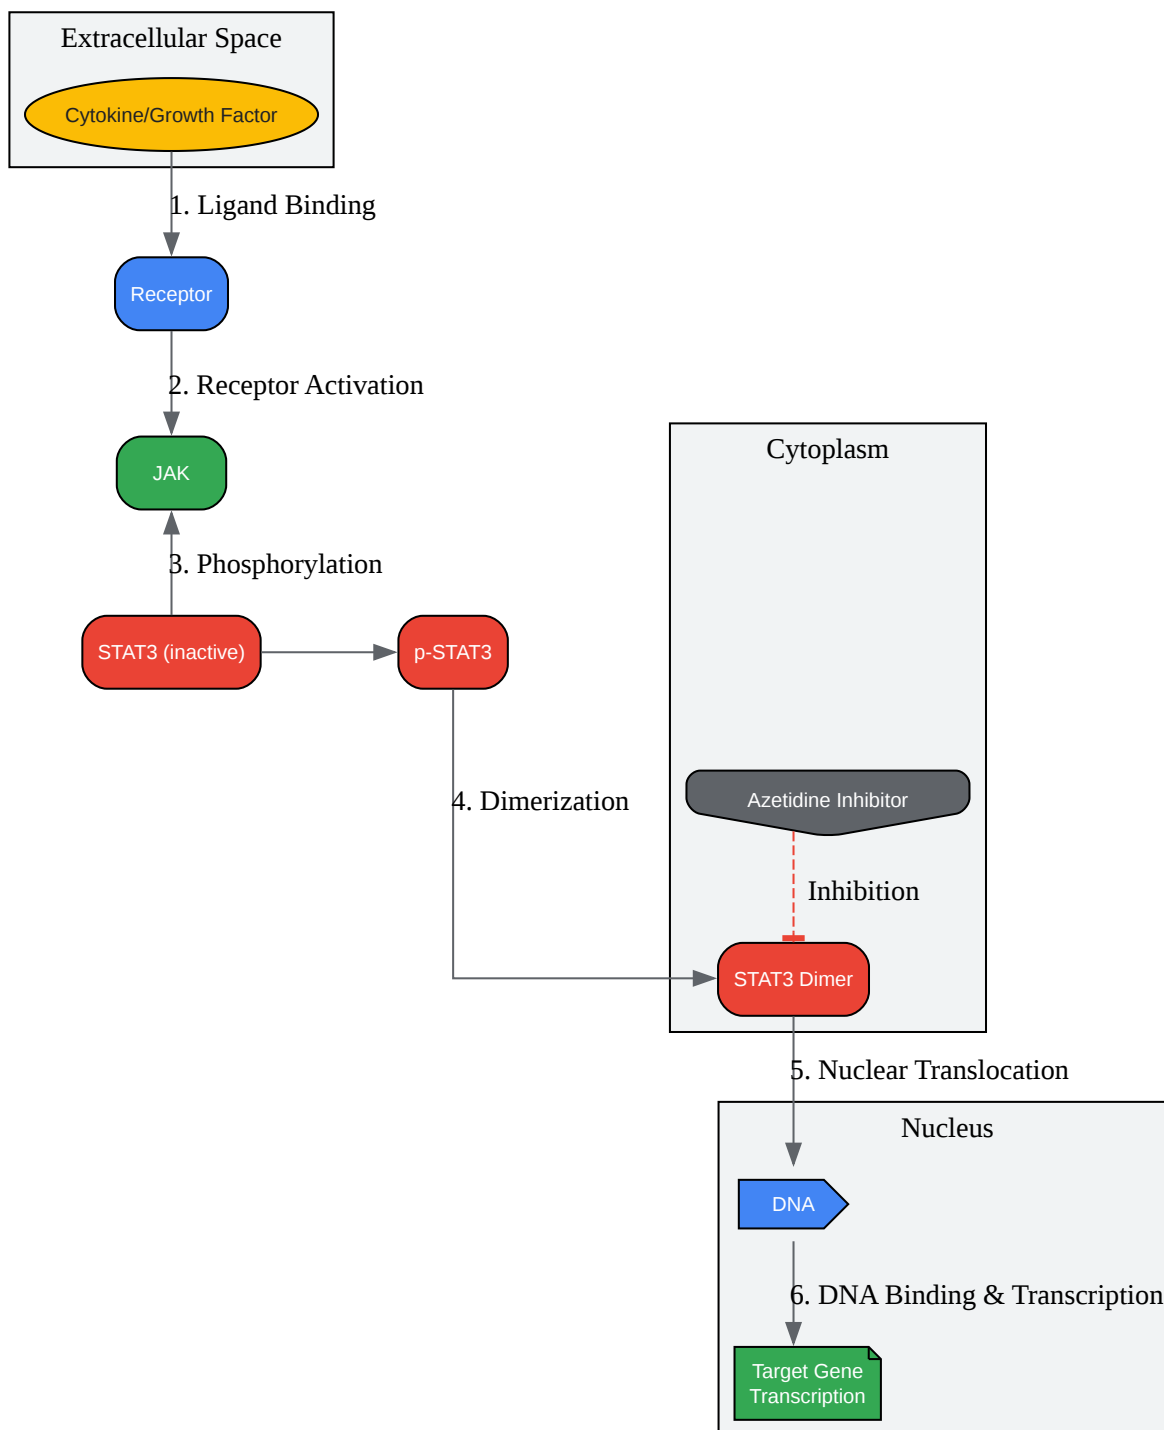 Extracellular Space
Cytokine/Growth Factor
1. Ligand Binding
Receptor
2. Receptor Activation
JAK
Cytoplasm
3. Phosphorylation
STAT3 (inactive)
p-STAT3
Azetidine Inhibitor
4. Dimerization
Inhibition
STAT3 Dimer
5. Nuclear Translocation
Nucleus
DNA
6. DNA Binding & Transcription
Target Gene
Transcription